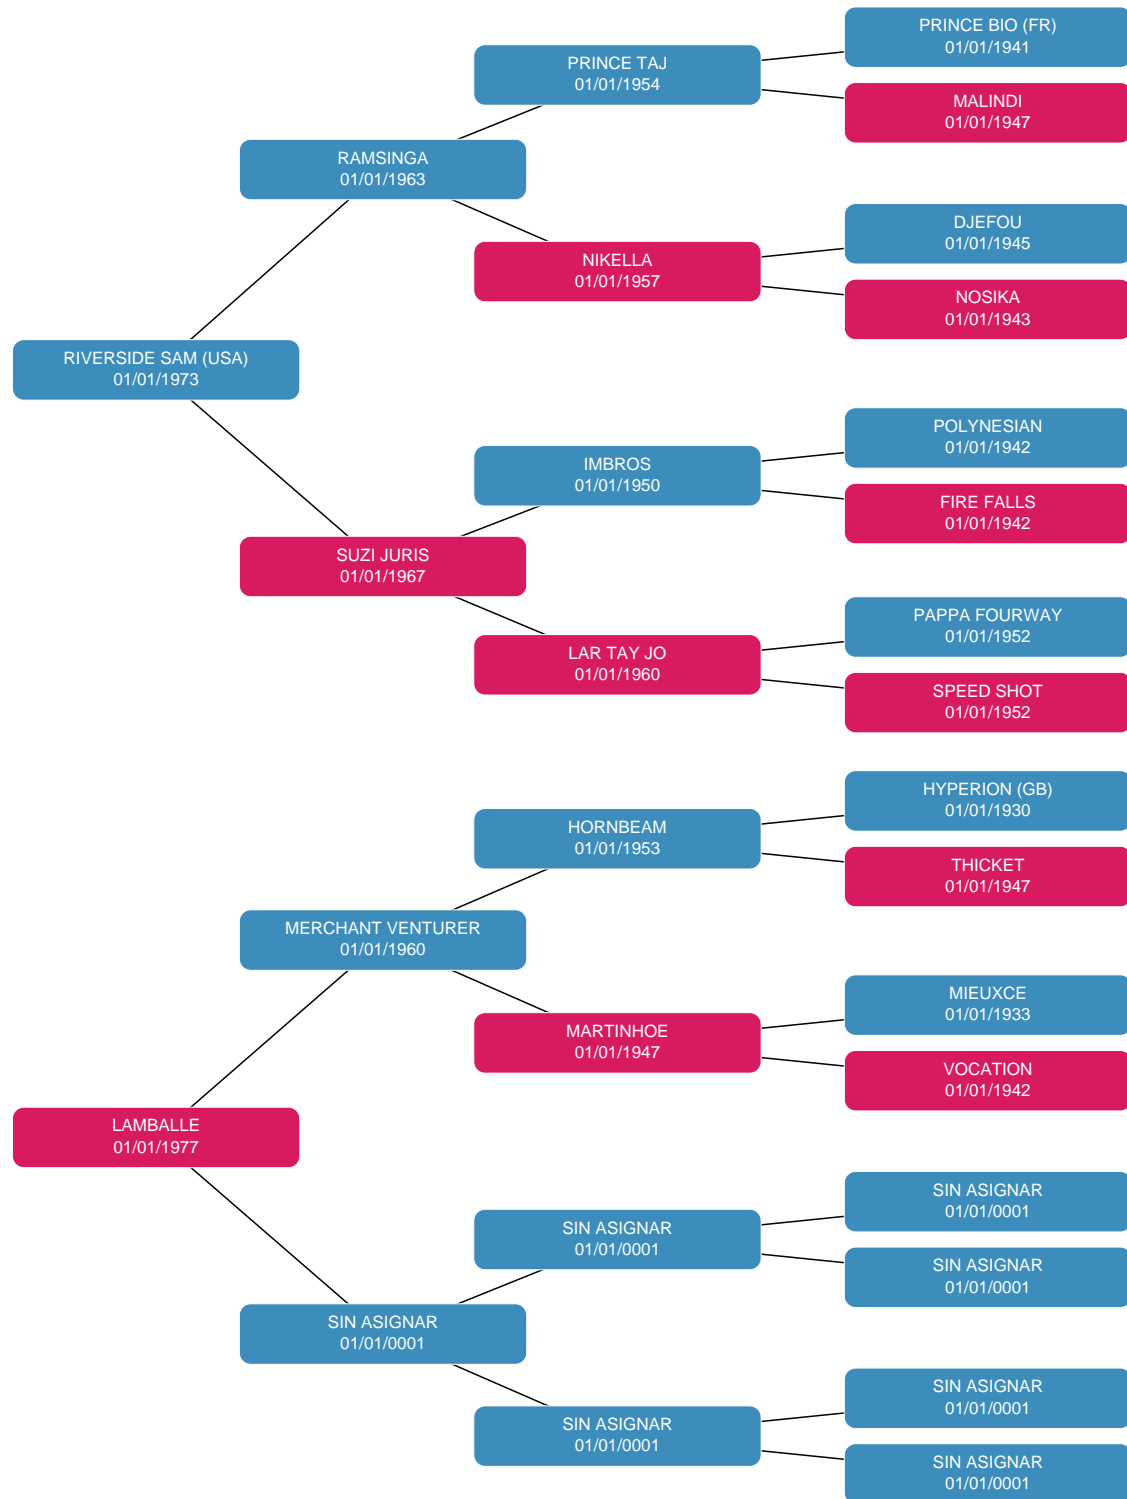 PRINCE BIO (FR)
01/01/1941
PRINCE TAJ
01/01/1954
MALINDI
01/01/1947
RAMSINGA
01/01/1963
DJEFOU
01/01/1945
NIKELLA
01/01/1957
NOSIKA
01/01/1943
RIVERSIDE SAM (USA)
01/01/1973
POLYNESIAN
01/01/1942
IMBROS
01/01/1950
FIRE FALLS
01/01/1942
SUZI JURIS
01/01/1967
PAPPA FOURWAY
01/01/1952
LAR TAY JO
01/01/1960
SPEED SHOT
01/01/1952
HYPERION (GB)
01/01/1930
HORNBEAM
01/01/1953
THICKET
01/01/1947
MERCHANT VENTURER
01/01/1960
MIEUXCE
01/01/1933
MARTINHOE
01/01/1947
VOCATION
01/01/1942
LAMBALLE
01/01/1977
SIN ASIGNAR
01/01/0001
SIN ASIGNAR
01/01/0001
SIN ASIGNAR
01/01/0001
SIN ASIGNAR
01/01/0001
SIN ASIGNAR
01/01/0001
SIN ASIGNAR
01/01/0001
SIN ASIGNAR
01/01/0001